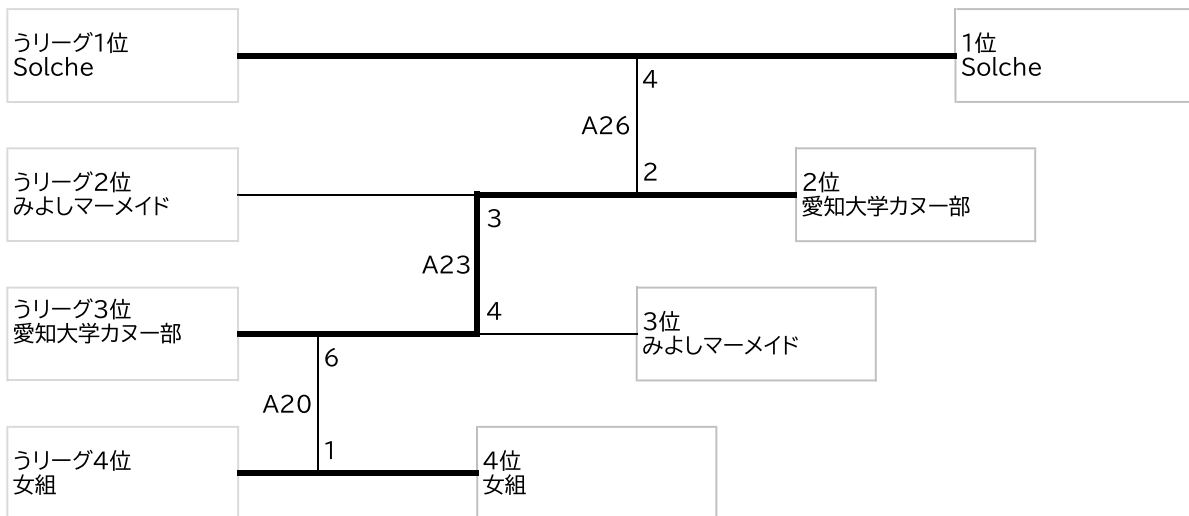 うリーグ1位
Solche
1位
Solche
4
A26
2
うリーグ2位
みよしマーメイド
2位
愛知大学カヌー部
3
A23
4
うリーグ3位
愛知大学カヌー部
3位
みよしマーメイド
6
A20
1
うリーグ4位
女組
4位
女組